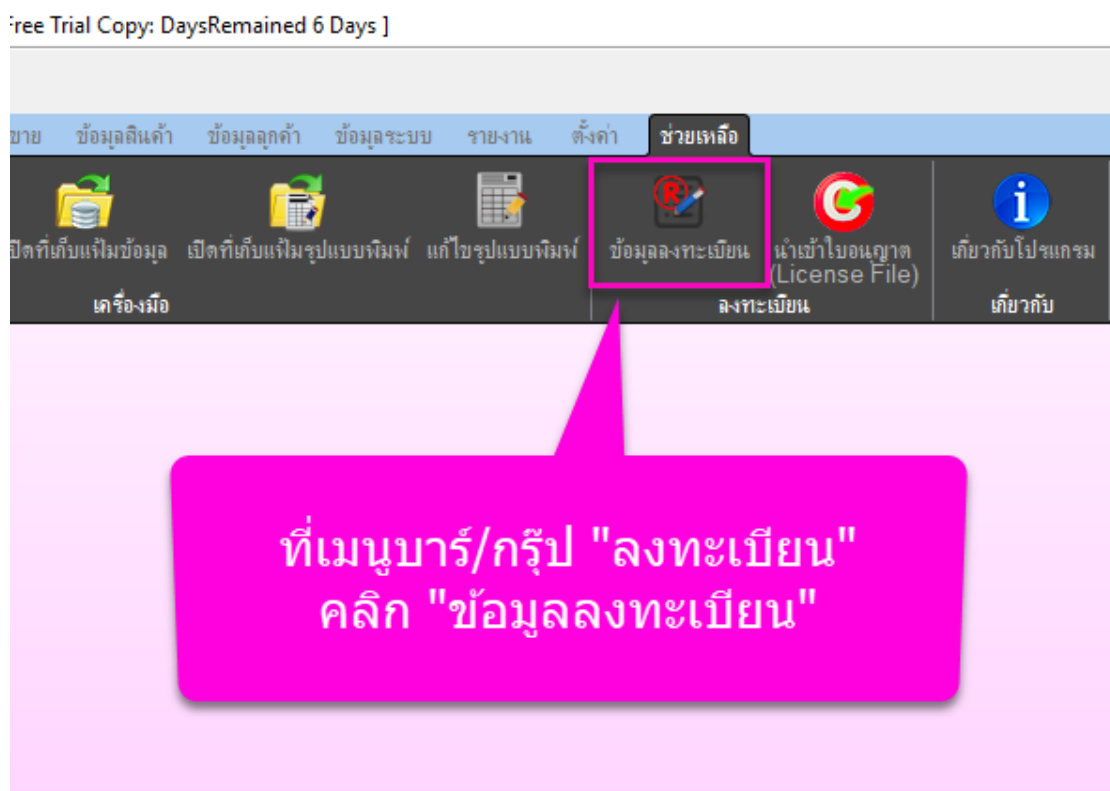 Free Trial Copy: DaysRemained 6 Days ]
ขาย ข้อมูลสินค้า ข้อมูลลูกค้า ข้อมูลระบบ รายงาน ตั้งค่า ช่วยเหลือ
ปิดที่เก็บแฟ้มข้อมูล เปิดที่เก็บแฟ้มรูปแบบพิมพ์ แก้ไขรูปแบบพิมพ์ ข้อมูลลงทะเบียน นำเข้าใบอนุญาต เกี่ยวกับโปรแกรม
(License File)
เครื่องมือ ลงทะเบียน เกี่ยวกับ
ที่เมนูบาร์/กรุ๊ป "ลงทะเบียน"
คลิก "ข้อมูลลงทะเบียน"